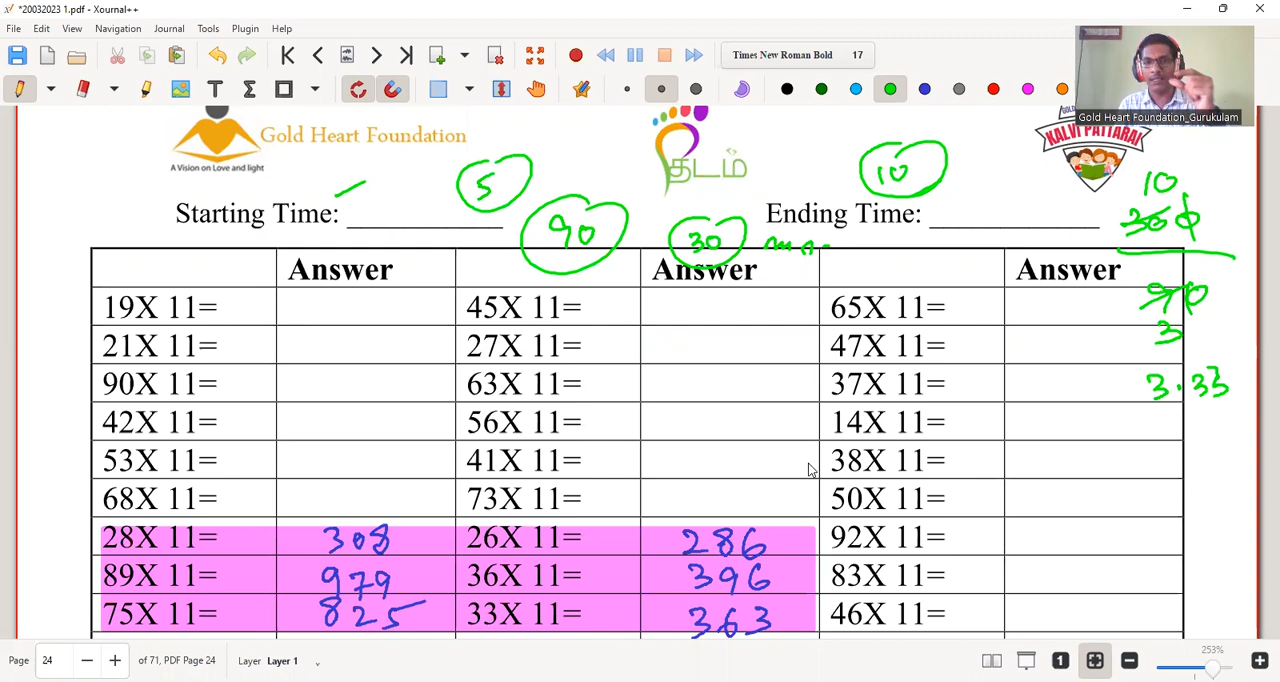 *20032023 1.pdf - Xournal++
File Edit View Navigation Journal Tools Plugin Help
Times New Roman Bold 17
Gold Heart Foundation_Gurukulam
Gold Heart Foundation
A Vision on Love and light
தடம்
KALVI PATTARAI
5
10
10
Starting Time: ____________
Ending Time: ____________
90
30
300
Answer
Answer
Answer
19X 11=
45X 11=
65X 11=
90
21X 11=
27X 11=
47X 11=
3
90X 11=
63X 11=
37X 11=
3.33
42X 11=
56X 11=
14X 11=
53X 11=
41X 11=
38X 11=
68X 11=
73X 11=
50X 11=
28X 11= 308
26X 11= 286
92X 11=
89X 11= 979
36X 11= 396
83X 11=
75X 11= 825
33X 11= 363
46X 11=
Page 24 of 71, PDF Page 24 Layer Layer 1
253%